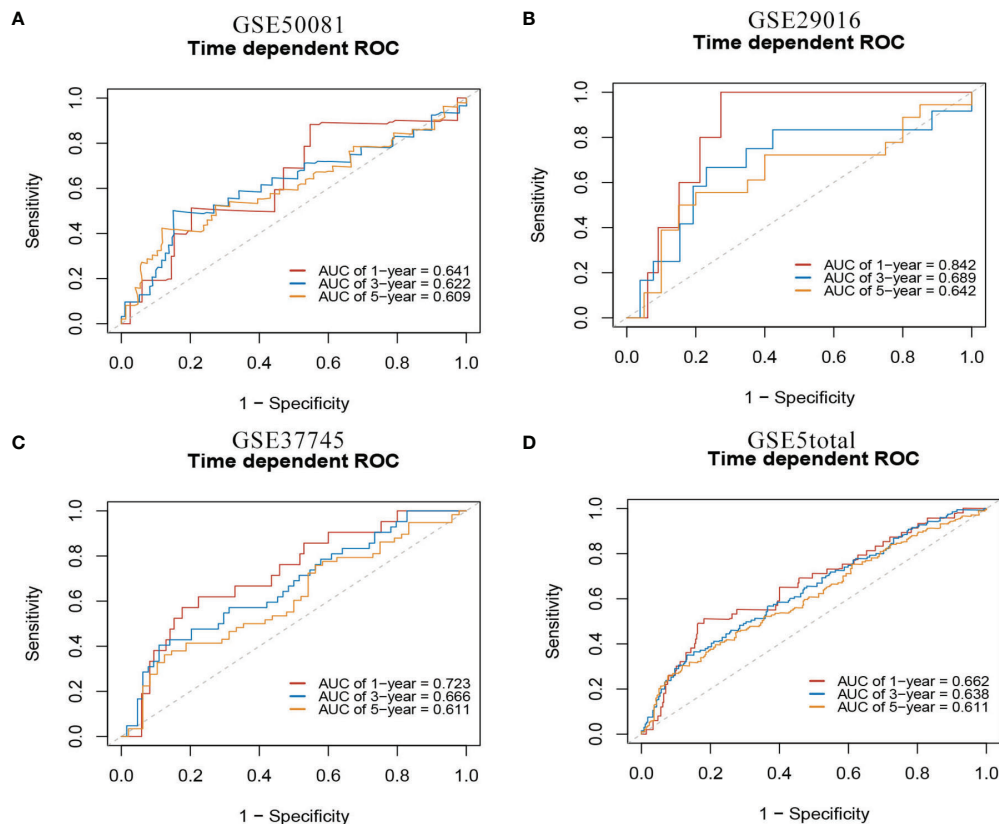 A
GSE50081
Time dependent ROC
Sensitivity
0.0 0.2 0.4 0.6 0.8 1.0
AUC of 1-year = 0.641
AUC of 3-year = 0.622
AUC of 5-year = 0.609
0.0 0.2 0.4 0.6 0.8 1.0
1 − Specificity
B
GSE29016
Time dependent ROC
Sensitivity
0.0 0.2 0.4 0.6 0.8 1.0
AUC of 1-year = 0.842
AUC of 3-year = 0.689
AUC of 5-year = 0.642
0.0 0.2 0.4 0.6 0.8 1.0
1 − Specificity
C
GSE37745
Time dependent ROC
Sensitivity
0.0 0.2 0.4 0.6 0.8 1.0
AUC of 1-year = 0.723
AUC of 3-year = 0.666
AUC of 5-year = 0.611
0.0 0.2 0.4 0.6 0.8 1.0
1 − Specificity
D
GSE5total
Time dependent ROC
Sensitivity
0.0 0.2 0.4 0.6 0.8 1.0
AUC of 1-year = 0.662
AUC of 3-year = 0.638
AUC of 5-year = 0.611
0.0 0.2 0.4 0.6 0.8 1.0
1 − Specificity